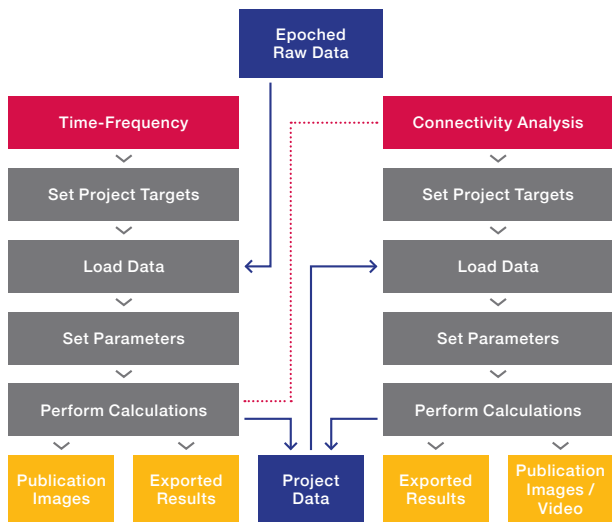 Epoched
Raw Data
Time-Frequency
Connectivity Analysis
Set Project Targets
Set Project Targets
Load Data
Load Data
Set Parameters
Set Parameters
Perform Calculations
Perform Calculations
Publication
Images
Exported
Results
Project
Data
Exported
Results
Publication
Images /
Video